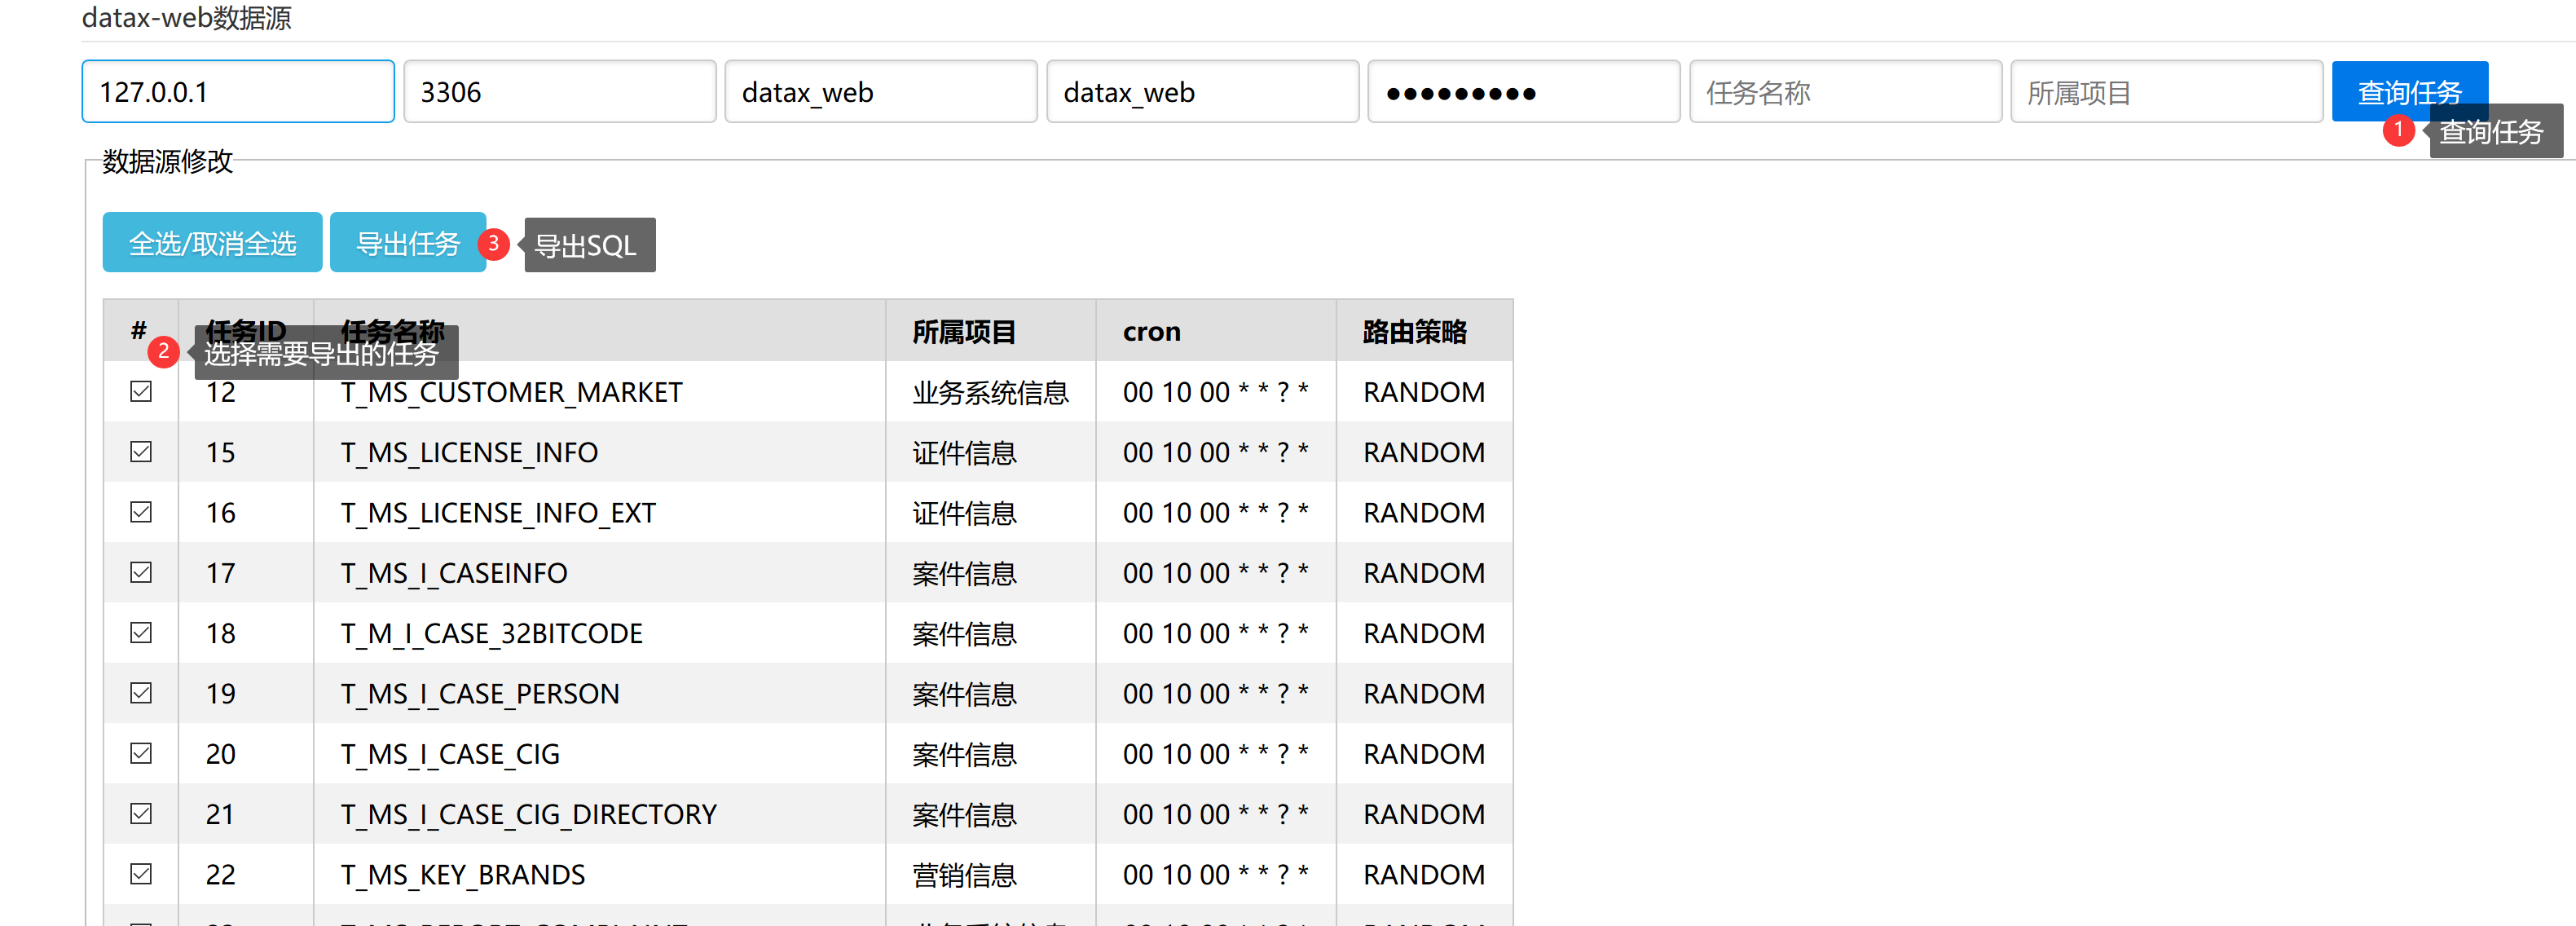 datax-web数据源
127.0.0.1 3306 datax_web datax_web ●●●●●●●●● 任务名称 所属项目 查询任务
1 查询任务
数据源修改
全选/取消全选 导出任务 3 导出SQL
# 任务ID 任务名称 所属项目 cron 路由策略
2 选择需要导出的任务
12 T_MS_CUSTOMER_MARKET 业务系统信息 00 10 00 * * ? * RANDOM
15 T_MS_LICENSE_INFO 证件信息 00 10 00 * * ? * RANDOM
16 T_MS_LICENSE_INFO_EXT 证件信息 00 10 00 * * ? * RANDOM
17 T_MS_I_CASEINFO 案件信息 00 10 00 * * ? * RANDOM
18 T_M_I_CASE_32BITCODE 案件信息 00 10 00 * * ? * RANDOM
19 T_MS_I_CASE_PERSON 案件信息 00 10 00 * * ? * RANDOM
20 T_MS_I_CASE_CIG 案件信息 00 10 00 * * ? * RANDOM
21 T_MS_I_CASE_CIG_DIRECTORY 案件信息 00 10 00 * * ? * RANDOM
22 T_MS_KEY_BRANDS 营销信息 00 10 00 * * ? * RANDOM